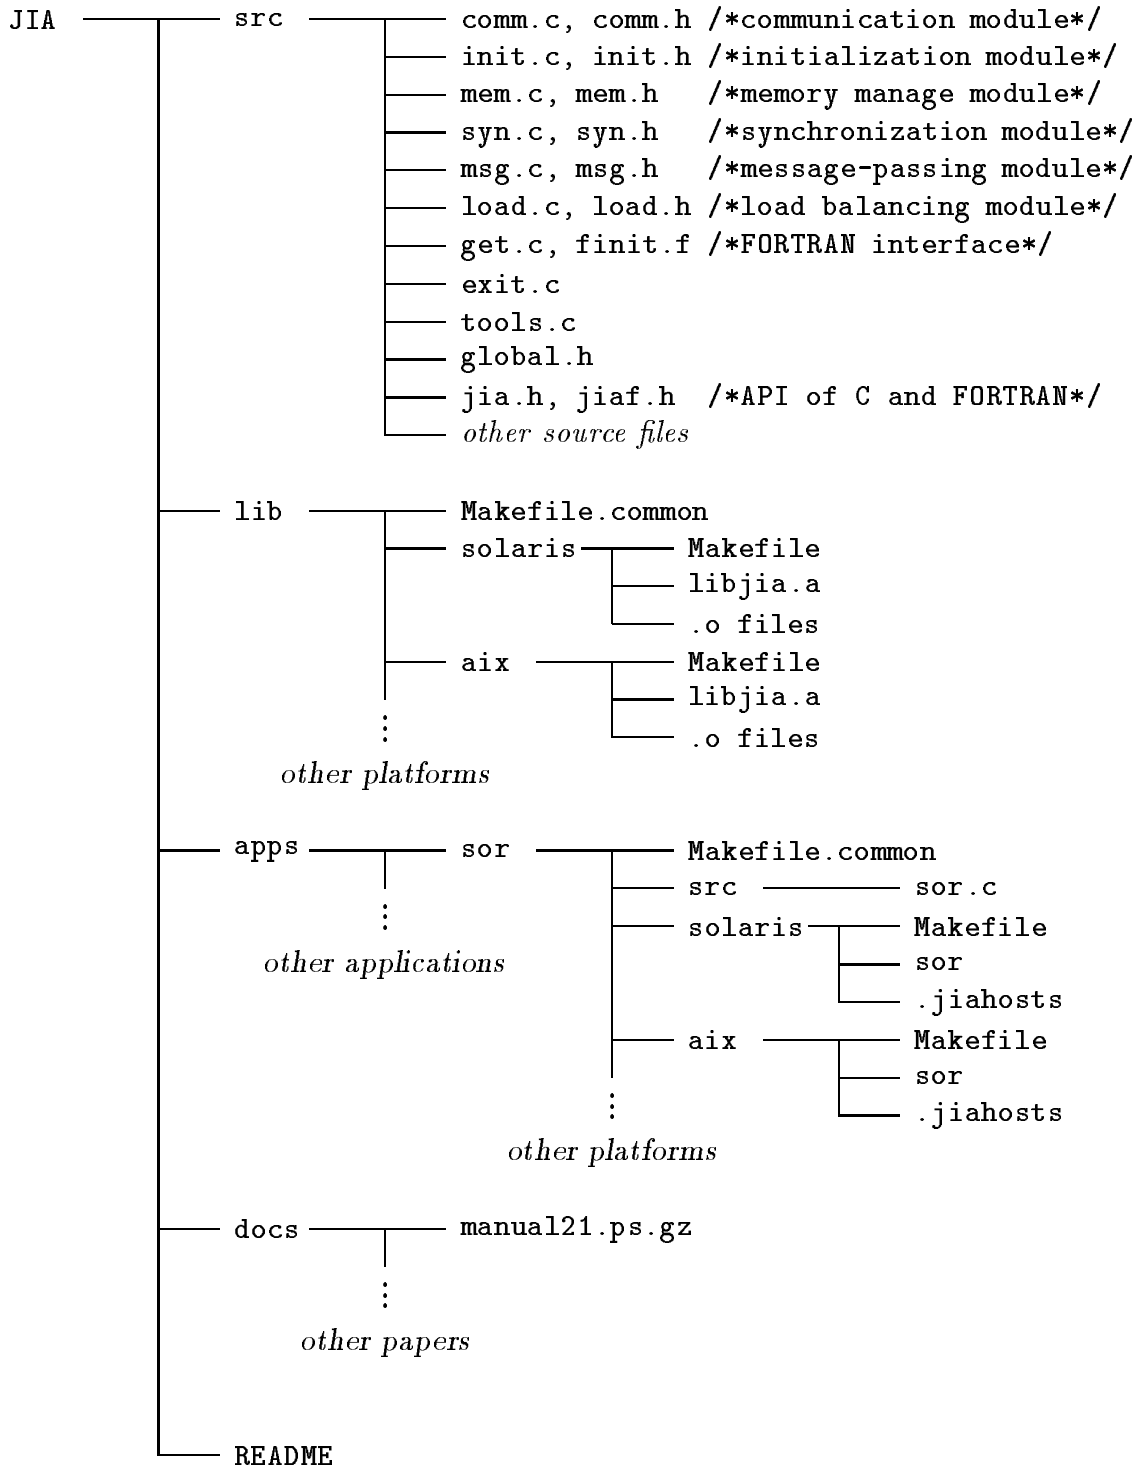 JIA src comm.c, comm.h /*communication module*/
init.c, init.h /*initialization module*/
mem.c, mem.h /*memory manage module*/
syn.c, syn.h /*synchronization module*/
msg.c, msg.h /*message-passing module*/
load.c, load.h /*load balancing module*/
get.c, finit.f /*FORTRAN interface*/
exit.c
tools.c
global.h
jia.h, jiaf.h /*API of C and FORTRAN*/
other source files
lib Makefile.common
solaris Makefile
libjia.a
.o files
aix Makefile
libjia.a
.o files
other platforms
apps sor Makefile.common
src sor.c
solaris Makefile
sor
other applications
.jiahosts
aix Makefile
sor
.jiahosts
other platforms
docs manual21.ps.gz
other papers
README